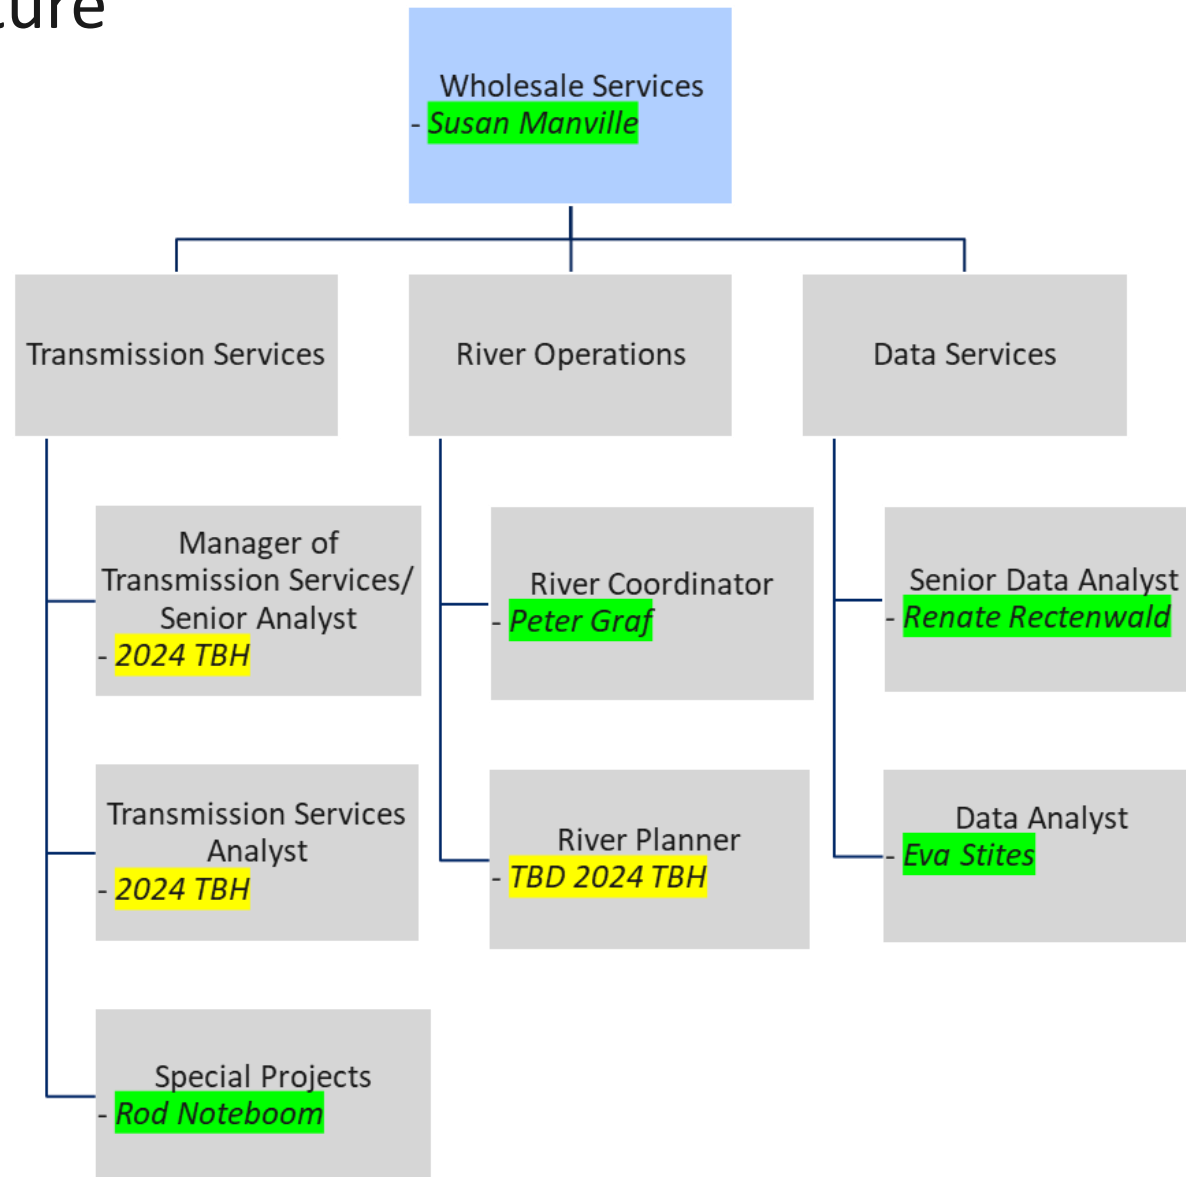 Wholesale Services
- Susan Manville
Transmission Services
River Operations
Data Services
Manager of
Transmission Services/
Senior Analyst
- 2024 TBH
Transmission Services
Analyst
- 2024 TBH
Special Projects
- Rod Noteboom
River Coordinator
- Peter Graf
River Planner
- TBD 2024 TBH
Senior Data Analyst
- Renate Rectenwald
Data Analyst
- Eva Stites